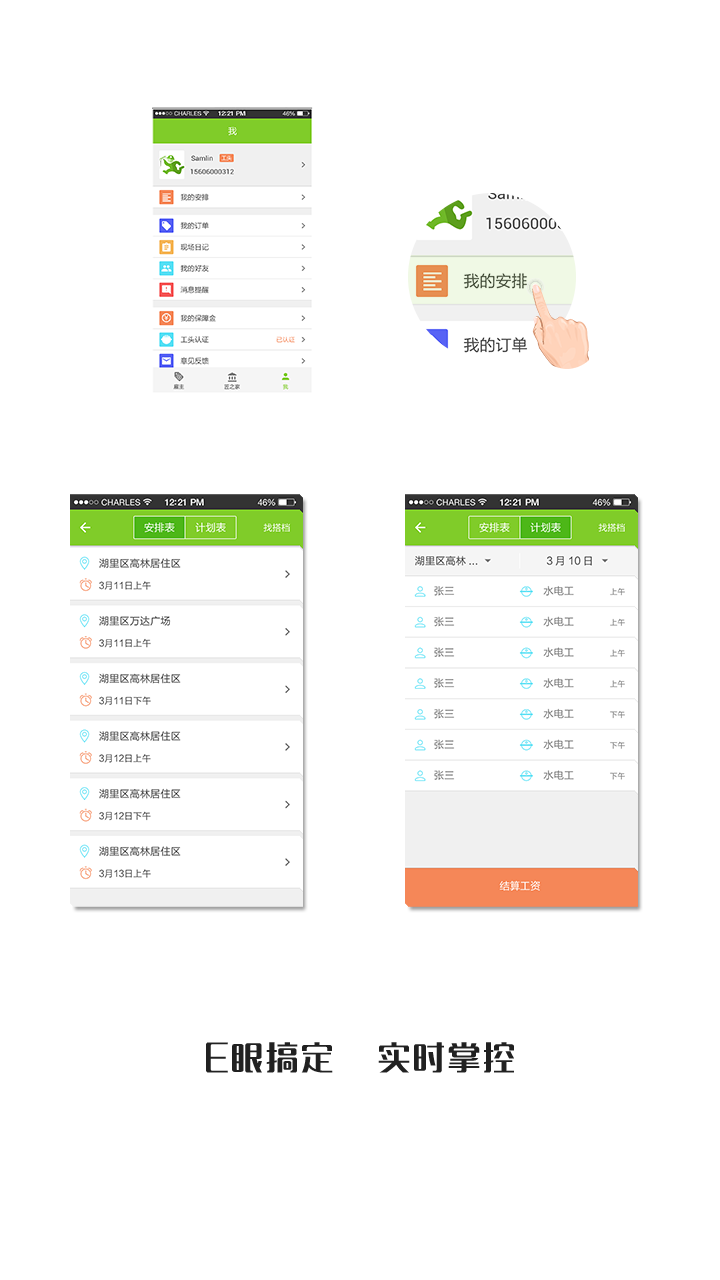 CHARLES 12:21 PM 46%
我
Samlin 工头
15606000312
我的安排
我的订单
现场日记
我的好友
消息提醒
我的保障金
工头认证 已认证
意见反馈
雇主 匠之家 我
Samlin
15606000
我的安排
我的订单
CHARLES 12:21 PM 46%
安排表 计划表 找搭档
湖里区高林居住区
3月11日上午
湖里区万达广场
3月11日上午
湖里区高林居住区
3月11日下午
湖里区高林居住区
3月12日上午
湖里区高林居住区
3月12日下午
湖里区高林居住区
3月13日上午
CHARLES 12:21 PM 46%
安排表 计划表 找搭档
湖里区高林 ... 3 月 10 日
张三 水电工 上午
张三 水电工 上午
张三 水电工 上午
张三 水电工 上午
张三 水电工 下午
张三 水电工 下午
张三 水电工 下午
结算工资
E眼搞定 实时掌控